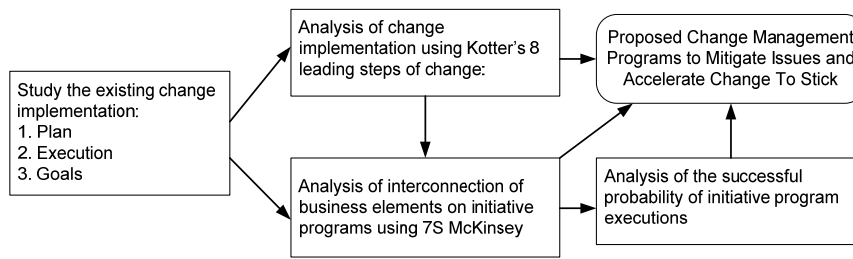 Study the existing change
implementation:
1. Plan
2. Execution
3. Goals
Analysis of change
implementation using Kotter's 8
leading steps of change:
Analysis of interconnection of
business elements on initiative
programs using 7S McKinsey
Proposed Change Management
Programs to Mitigate Issues and
Accelerate Change To Stick
Analysis of the successful
probability of initiative program
executions